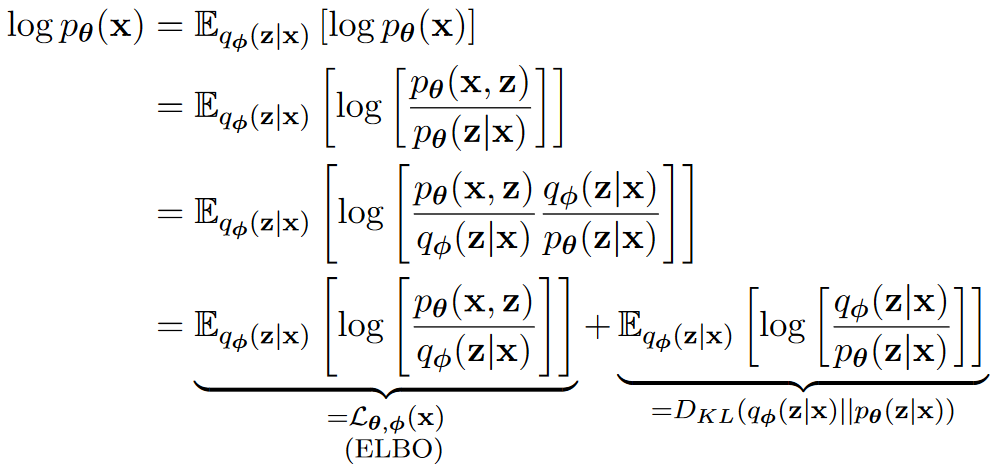 log p_θ(x) = 𝔼_{q_ϕ(z|x)} [log p_θ(x)]
= 𝔼_{q_ϕ(z|x)} [log [p_θ(x, z) / p_θ(z|x)]]
= 𝔼_{q_ϕ(z|x)} [log [p_θ(x, z) / q_ϕ(z|x) q_ϕ(z|x) / p_θ(z|x)]]
= 𝔼_{q_ϕ(z|x)} [log [p_θ(x, z) / q_ϕ(z|x)]] + 𝔼_{q_ϕ(z|x)} [log [q_ϕ(z|x) / p_θ(z|x)]]
=ℒ_{θ,ϕ}(x) =D_{KL}(q_ϕ(z|x)||p_θ(z|x))
(ELBO)